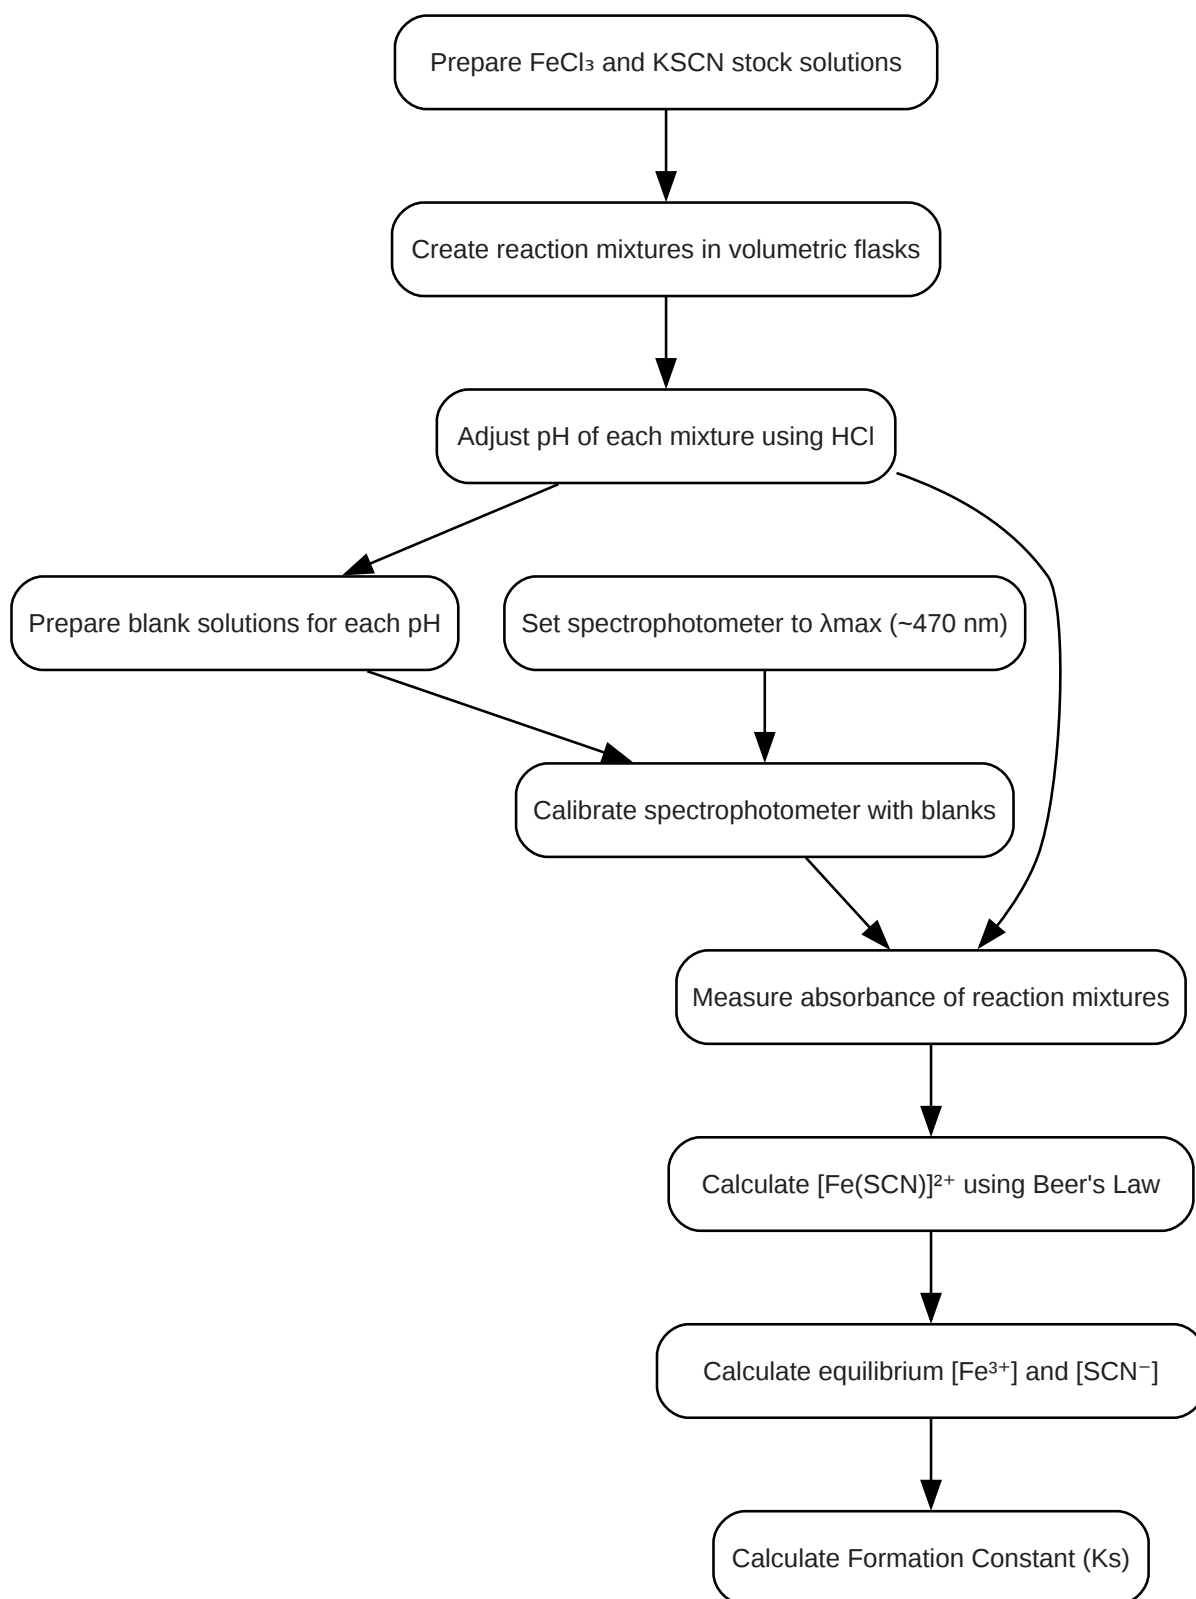 Prepare FeCl₃ and KSCN stock solutions
Create reaction mixtures in volumetric flasks
Adjust pH of each mixture using HCl
Prepare blank solutions for each pH
Set spectrophotometer to λmax (~470 nm)
Calibrate spectrophotometer with blanks
Measure absorbance of reaction mixtures
Calculate [Fe(SCN)]²⁺ using Beer's Law
Calculate equilibrium [Fe³⁺] and [SCN⁻]
Calculate Formation Constant (Ks)